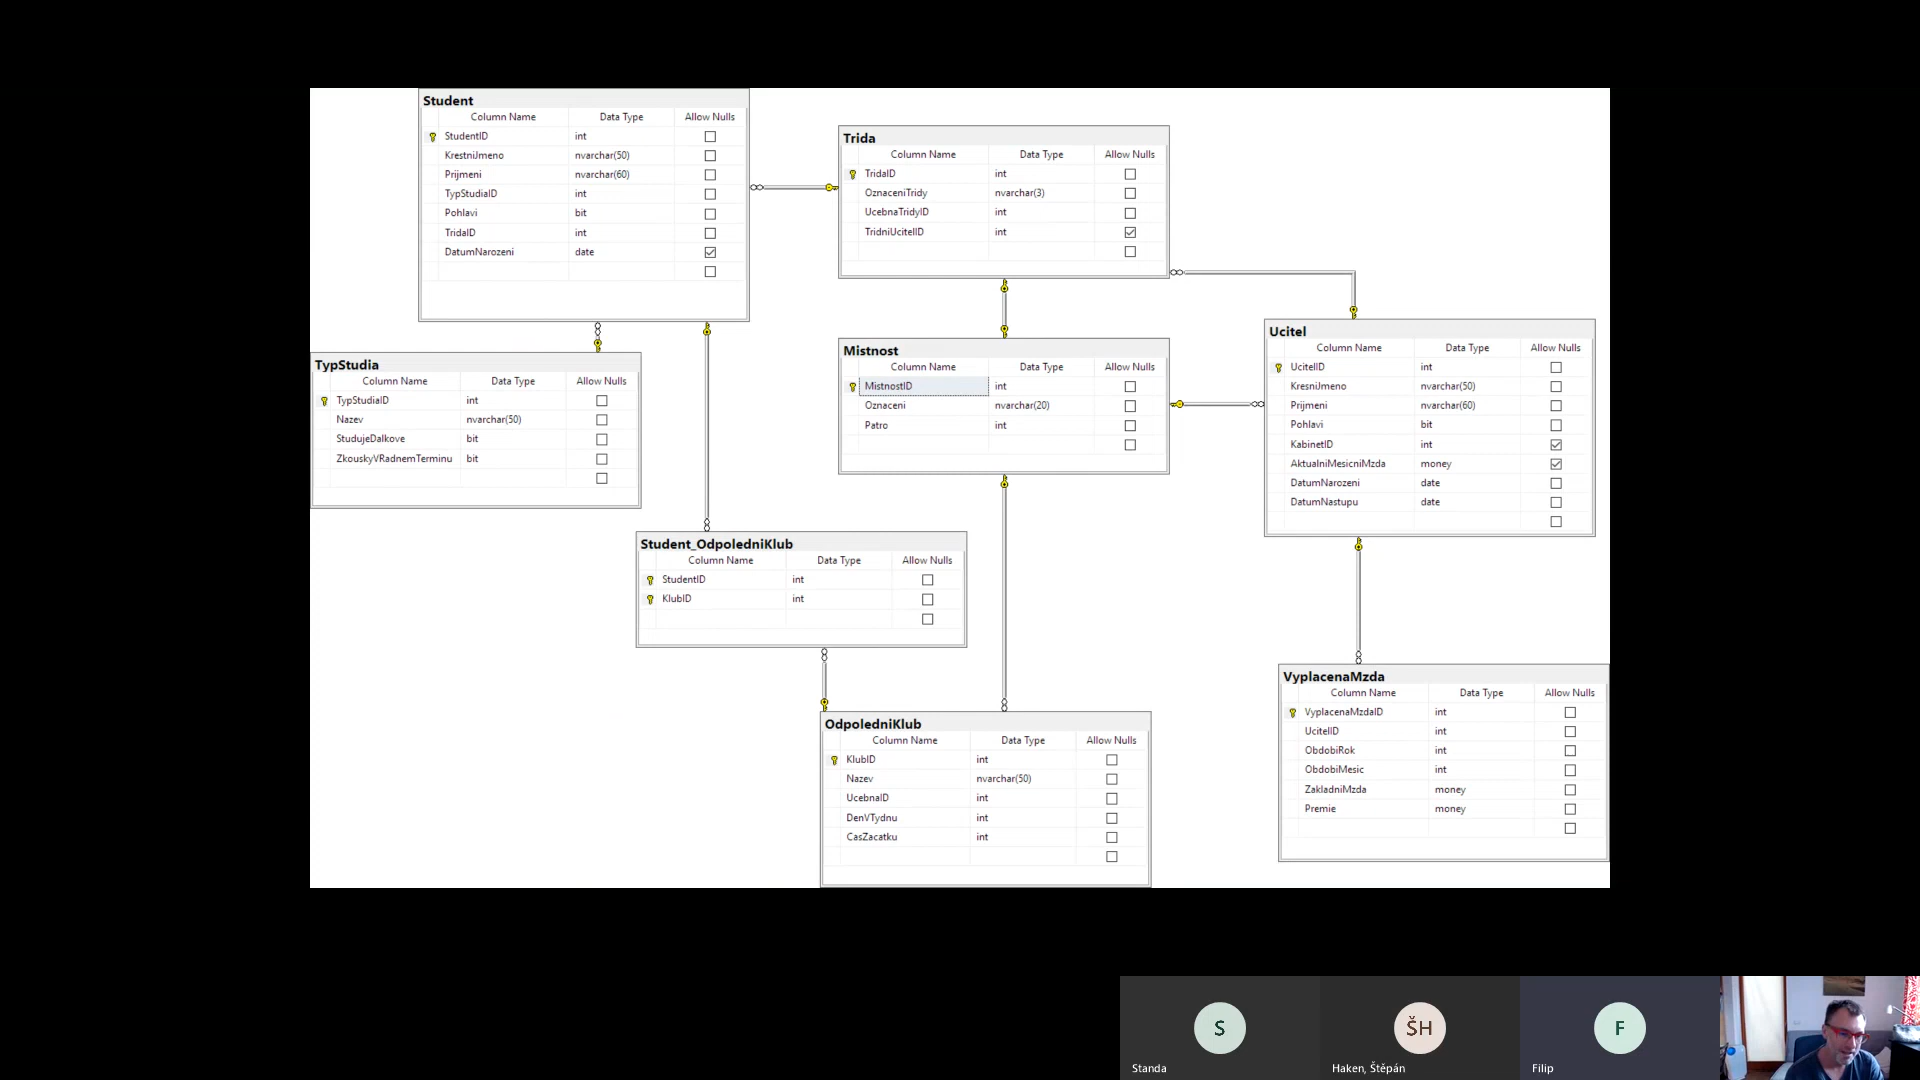 Student
Column Name Data Type Allow Nulls
StudentID int
KrestniJmeno nvarchar(50)
Prijmeni nvarchar(60)
TypStudiaID int
Pohlavi bit
TridaID int
DatumNarozeni date
Trida
Column Name Data Type Allow Nulls
TridaID int
OznaceniTridy nvarchar(3)
UcebnaTridyID int
TridniUcitelID int
TypStudia
Column Name Data Type Allow Nulls
TypStudiaID int
Nazev nvarchar(50)
StudujeDalkove bit
ZkouskyVRadnemTerminu bit
Mistnost
Column Name Data Type Allow Nulls
MistnostID int
Oznaceni nvarchar(20)
Patro int
Ucitel
Column Name Data Type Allow Nulls
UcitelID int
KresniJmeno nvarchar(50)
Prijmeni nvarchar(60)
Pohlavi bit
KabinetID int
AktualniMesicniMzda money
DatumNarozeni date
DatumNastupu date
Student_OdpoledniKlub
Column Name Data Type Allow Nulls
StudentID int
KlubID int
OdpoledniKlub
Column Name Data Type Allow Nulls
KlubID int
Nazev nvarchar(50)
UcebnaID int
DenVTydnu int
CasZacatku int
VyplacenaMzda
Column Name Data Type Allow Nulls
VyplacenaMzdaID int
UcitelID int
ObdobiRok int
ObdobiMesic int
ZakladniMzda money
Premie money
S
Standa
ŠH
Haken, Štěpán
F
Filip